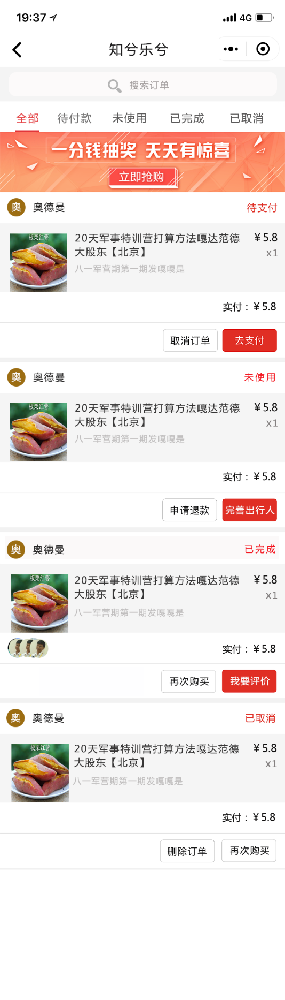 19:37
4G
知兮乐兮
搜索订单
全部 待付款 未使用 已完成 已取消
一分钱抽奖 天天有惊喜
立即抢购
奥 奥德曼 待支付
板栗红薯
20天军事特训营打算方法嘎达范德 ¥5.8
大股东【北京】 x1
八一军营期第一期发嘎嘎是
实付：¥5.8
取消订单 去支付
奥 奥德曼 未使用
板栗红薯
20天军事特训营打算方法嘎达范德 ¥5.8
大股东【北京】 x1
八一军营期第一期发嘎嘎是
实付：¥5.8
申请退款 完善出行人
奥 奥德曼 已完成
板栗红薯
20天军事特训营打算方法嘎达范德 ¥5.8
大股东【北京】 x1
八一军营期第一期发嘎嘎是
实付：¥5.8
再次购买 我要评价
奥 奥德曼 已取消
板栗红薯
20天军事特训营打算方法嘎达范德 ¥5.8
大股东【北京】 x1
八一军营期第一期发嘎嘎是
实付：¥5.8
删除订单 再次购买